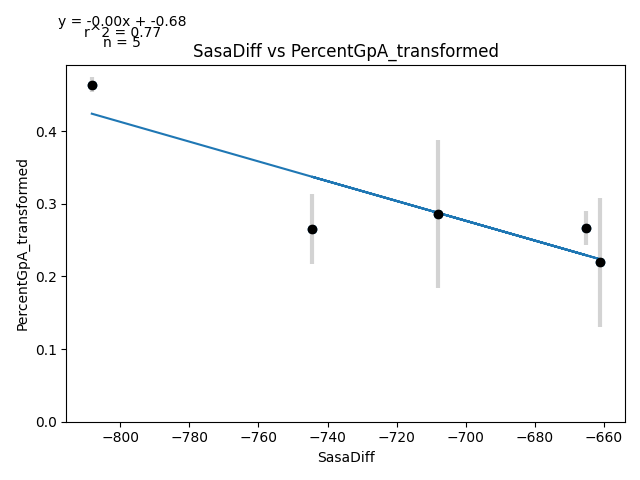 y = -0.00x + -0.68
r^2 = 0.77
n = 5
SasaDiff vs PercentGpA_transformed
PercentGpA_transformed
0.4
0.3
0.2
0.1
0.0
−800 −780 −760 −740 −720 −700 −680 −660
SasaDiff